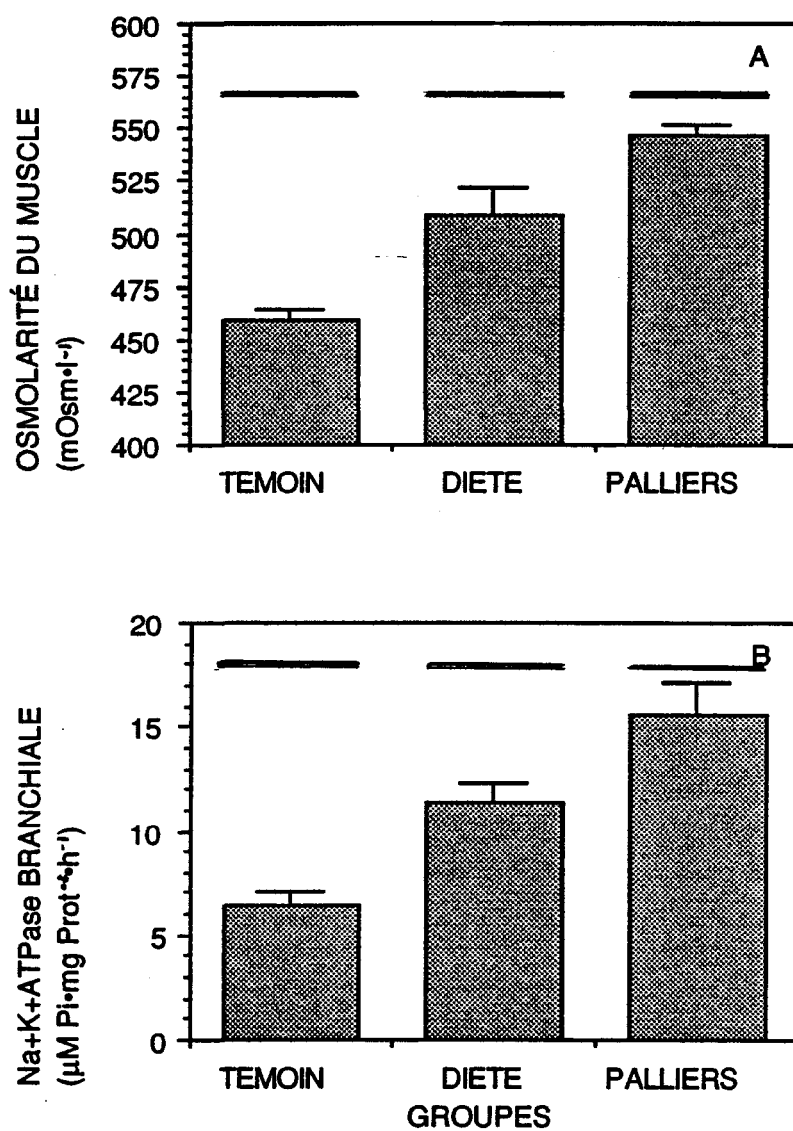 A
OSMOLARITÉ DU MUSCLE
(mOsm•l-¹)
600
575
550
525
500
475
450
425
400
TEMOIN DIETE PALLIERS
B
Na+K+ATPase BRANCHIALE
(µM Pi•mg Prot⁻¹•h⁻¹)
20
15
10
5
0
TEMOIN DIETE PALLIERS
GROUPES